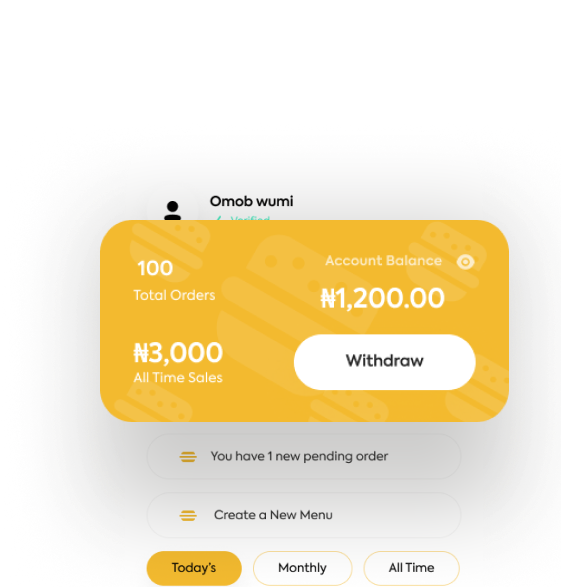 Omob wumi
Verified
100
Total Orders
Account Balance
₦1,200.00
₦3,000
All Time Sales
Withdraw
You have 1 new pending order
Create a New Menu
Today's
Monthly
All Time